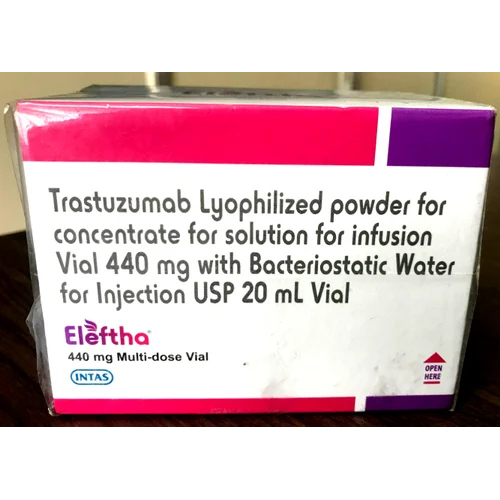 Trastuzumab Lyophilized powder for
concentrate for solution for infusion
Vial 440 mg with Bacteriostatic Water
for Injection USP 20 mL Vial
Eleftha
440 mg Multi-dose Vial
INTAS
OPEN
HERE